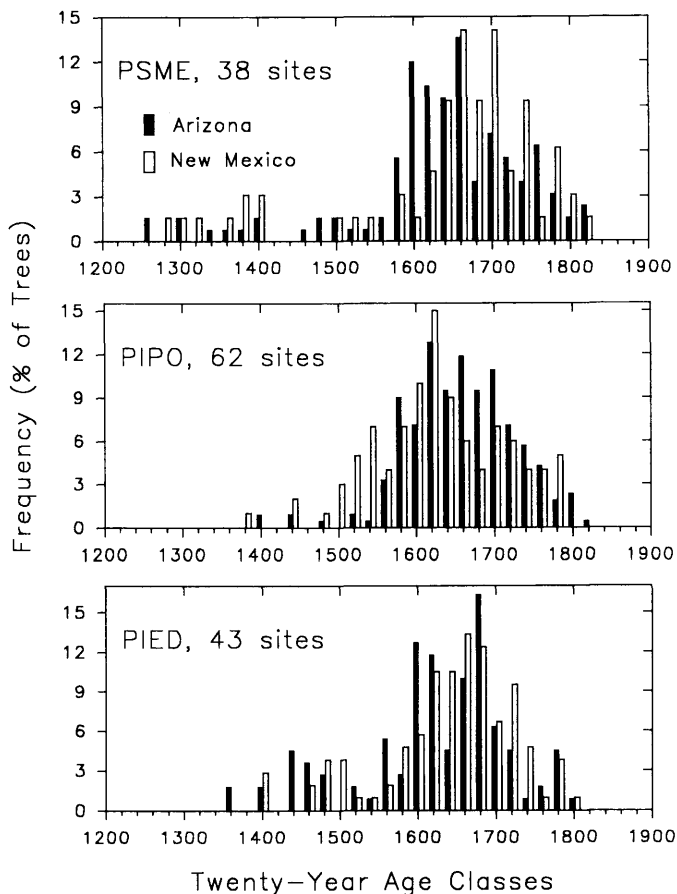 15
12
9
6
3
0
PSME, 38 sites
Arizona
New Mexico
1200 1300 1400 1500 1600 1700 1800 1900
15
12
9
6
3
0
PIPO, 62 sites
1200 1300 1400 1500 1600 1700 1800 1900
15
12
9
6
3
0
PIED, 43 sites
1200 1300 1400 1500 1600 1700 1800 1900
Frequency (% of Trees)
Twenty-Year Age Classes